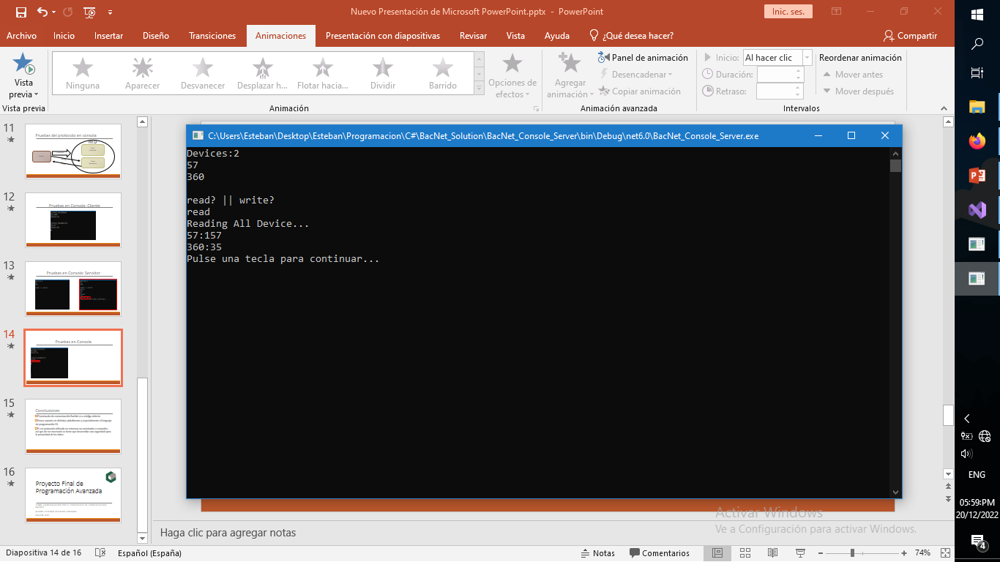 Nuevo Presentación de Microsoft PowerPoint.pptx - PowerPoint
Inic. ses.
Archivo Inicio Insertar Diseño Transiciones Animaciones Presentación con diapositivas Revisar Vista Ayuda ¿Qué desea hacer? Compartir
Vista previa
Ninguna Aparecer Desvanecer Desplazar h... Flotar hacia... Dividir Barrido
Opciones de efectos
Agregar animación
Panel de animación
Desencadenar
Copiar animación
Inicio: Al hacer clic
Duración:
Retraso:
Reordenar animación
Mover antes
Mover después
Vista previa Animación Animación avanzada Intervalos
11
Pruebas del protocolo en consola
RED
12
Pruebas en Consola: Cliente
13
Pruebas en Consola: Servidor
14
Pruebas en Consola
15
Conclusiones
16
Proyecto Final de
Programación Avanzada
C:\Users\Esteban\Desktop\Esteban\Programacion\C#\BacNet_Solution\BacNet_Console_Server\bin\Debug\net6.0\BacNet_Console_Server.exe
Devices:2
57
360
read? || write?
read
Reading All Device...
57:157
360:35
Pulse una tecla para continuar...
Activar Windows
Ve a Configuración para activar Windows.
Haga clic para agregar notas
Diapositiva 14 de 16 Español (España) Notas Comentarios 74%
ENG
05:59:PM
20/12/2022
4